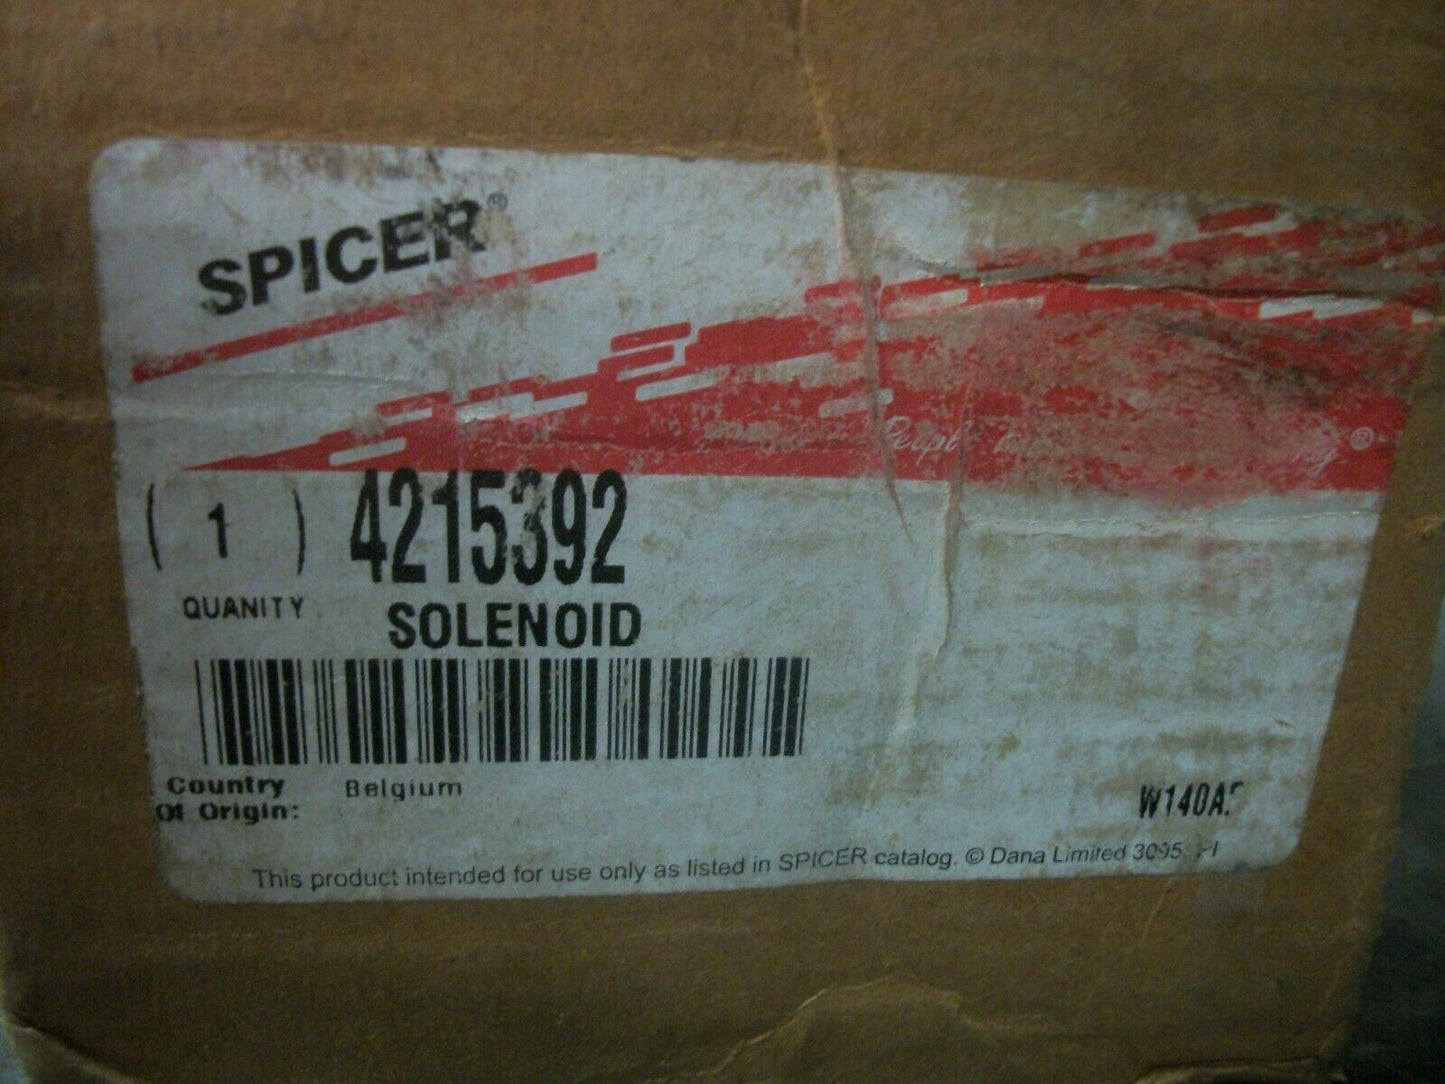 SPICER®
®
( 1 ) 4215392
QUANITY SOLENOID
Country Belgium
Of Origin:
This product intended for use only as listed in SPICER catalog. © Dana Limited